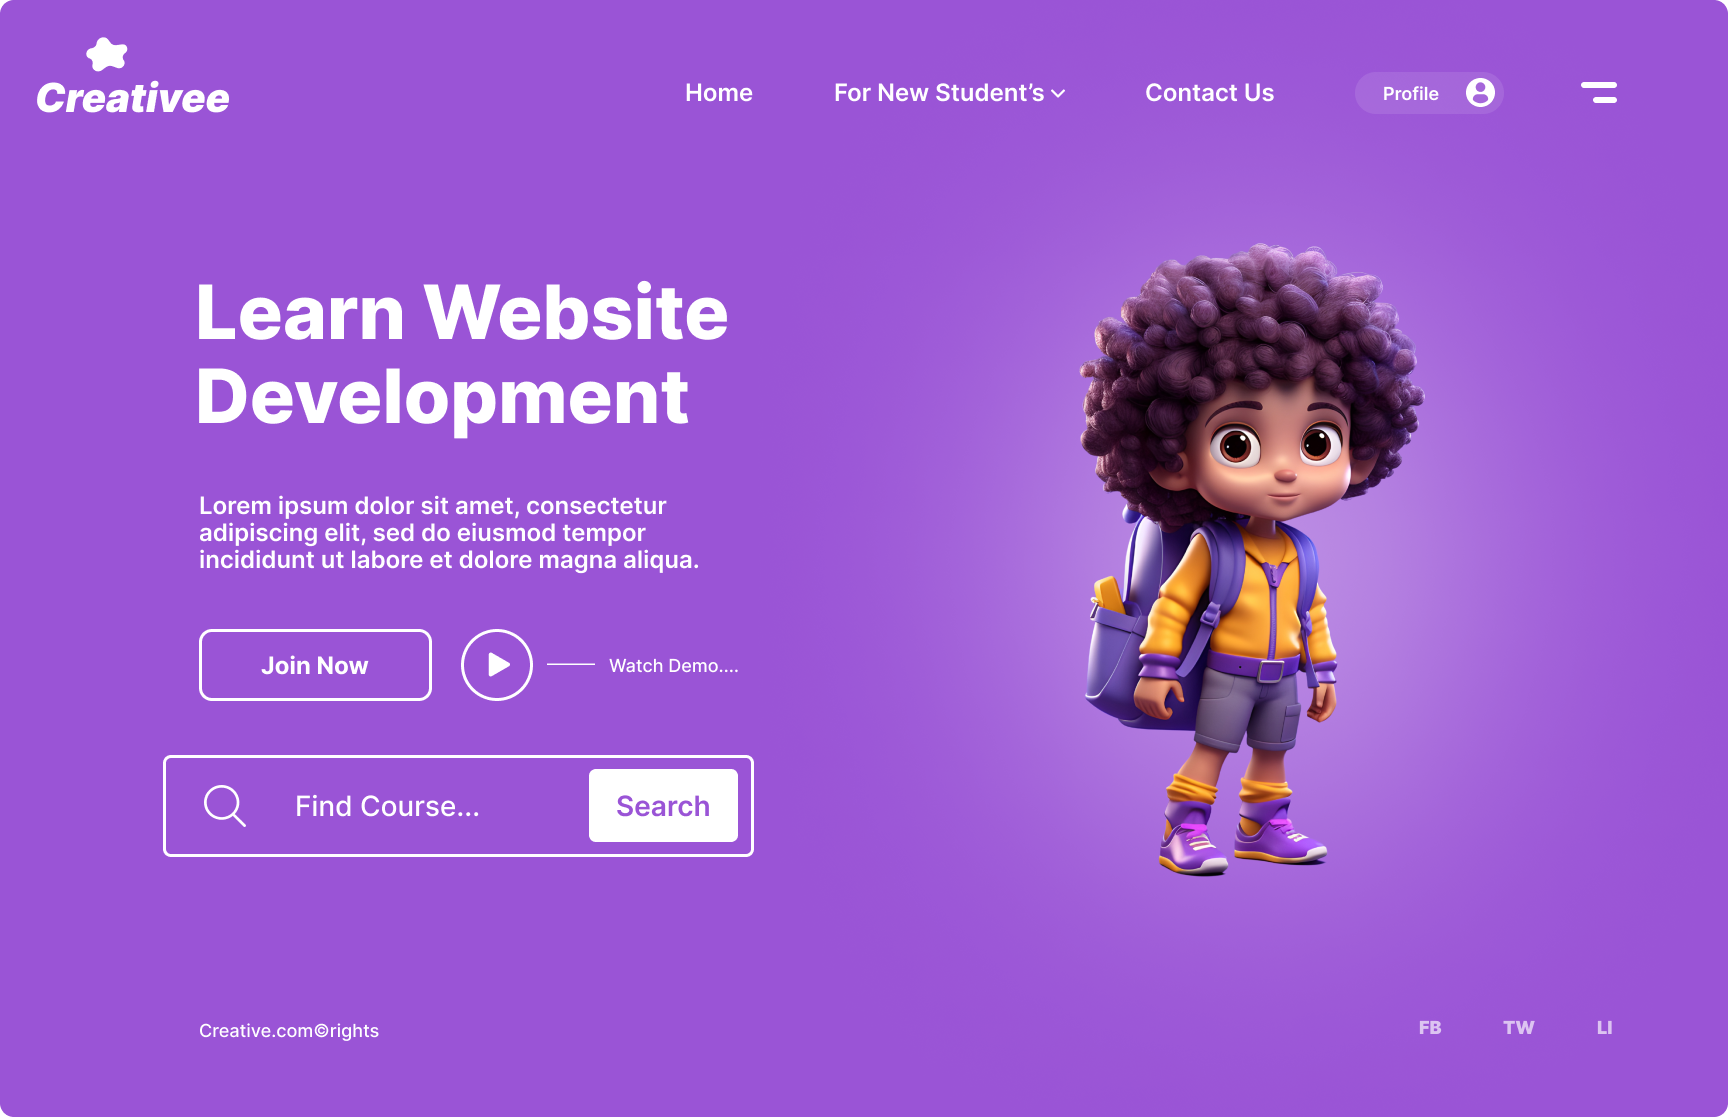 Creativee
Home
For New Student’s
Contact Us
Profile
Learn Website
Development
Lorem ipsum dolor sit amet, consectetur
adipiscing elit, sed do eiusmod tempor
incididunt ut labore et dolore magna aliqua.
Join Now
Watch Demo....
Find Course...
Search
Creative.com©rights
FB
TW
LI